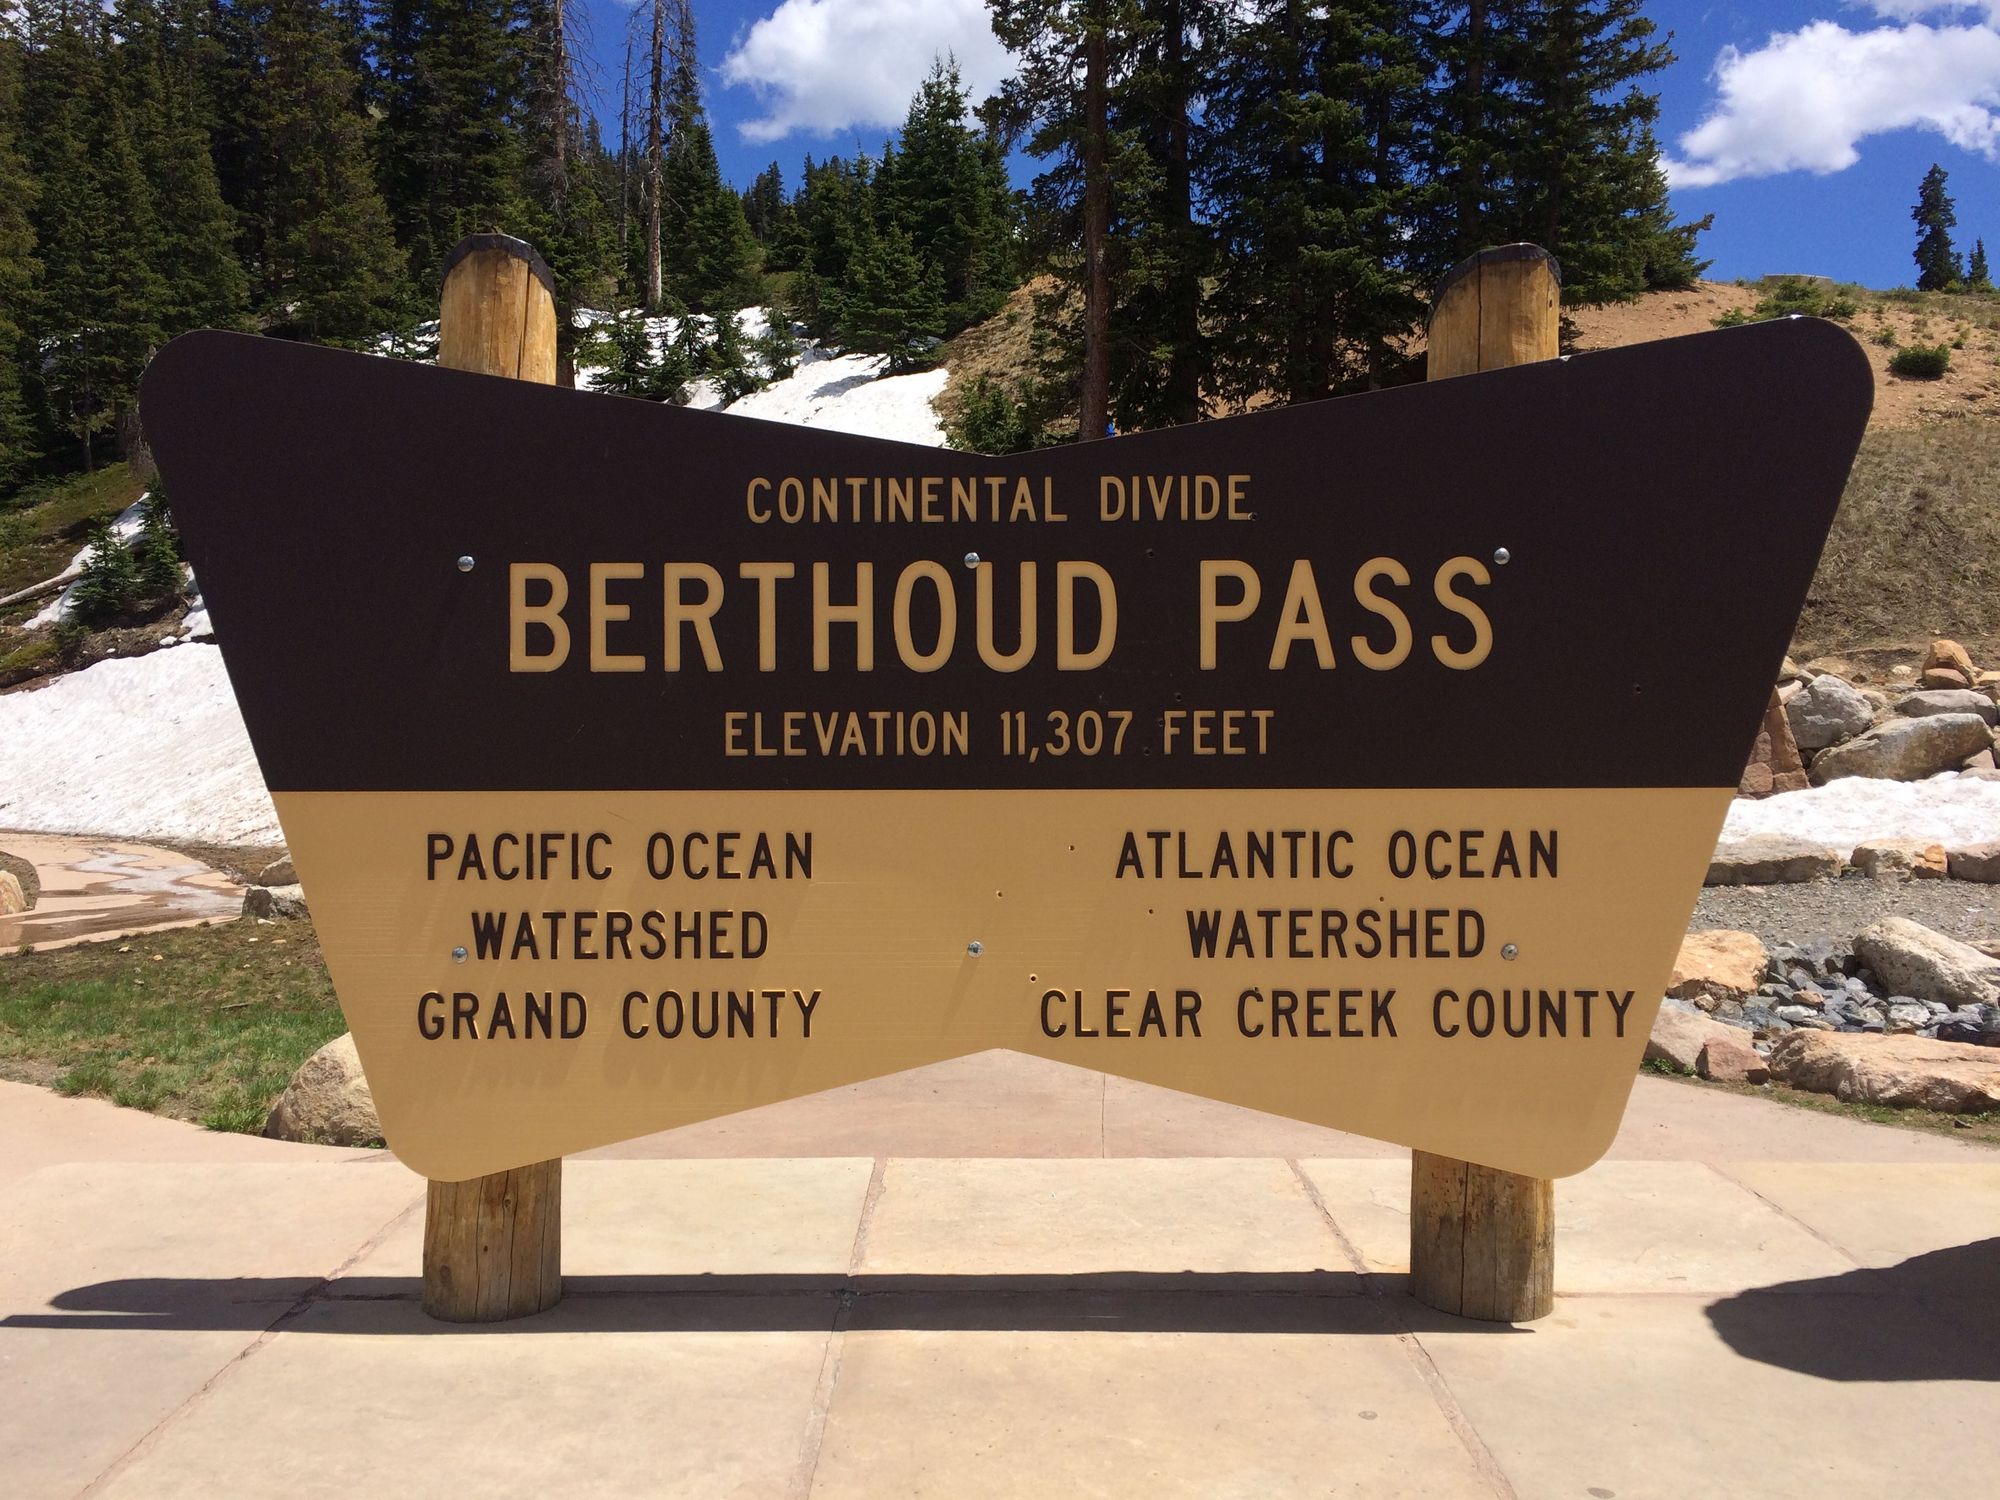 CONTINENTAL DIVIDE
BERTHOUD PASS
ELEVATION 11,307 FEET
PACIFIC OCEAN
WATERSHED
GRAND COUNTY
ATLANTIC OCEAN
WATERSHED
CLEAR CREEK COUNTY